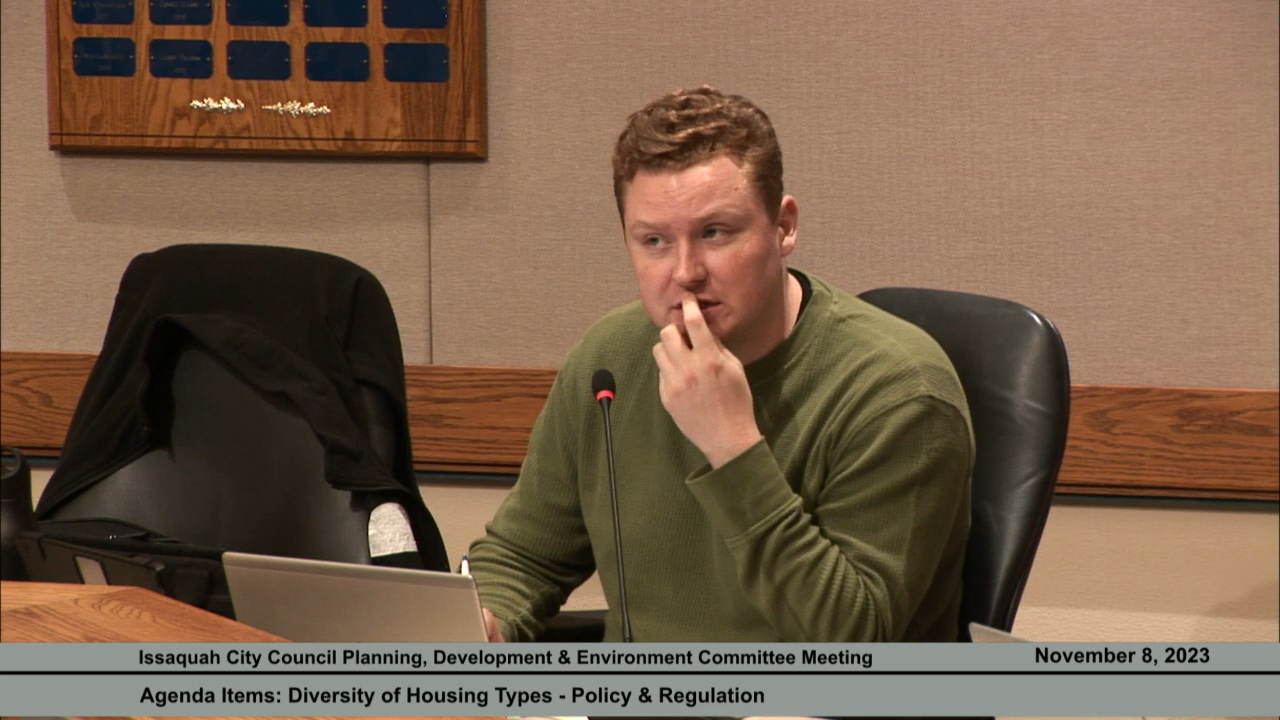 Issaquah City Council Planning, Development & Environment Committee Meeting November 8, 2023
Agenda Items: Diversity of Housing Types - Policy & Regulation